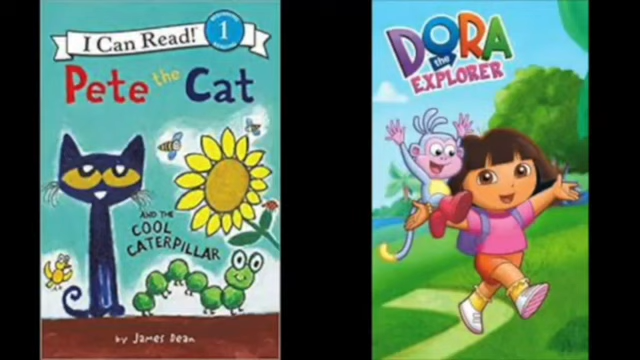 I Can Read!
1
Pete the Cat
AND THE
COOL
CATERPILLAR
by James Dean
DORA
the
EXPLORER